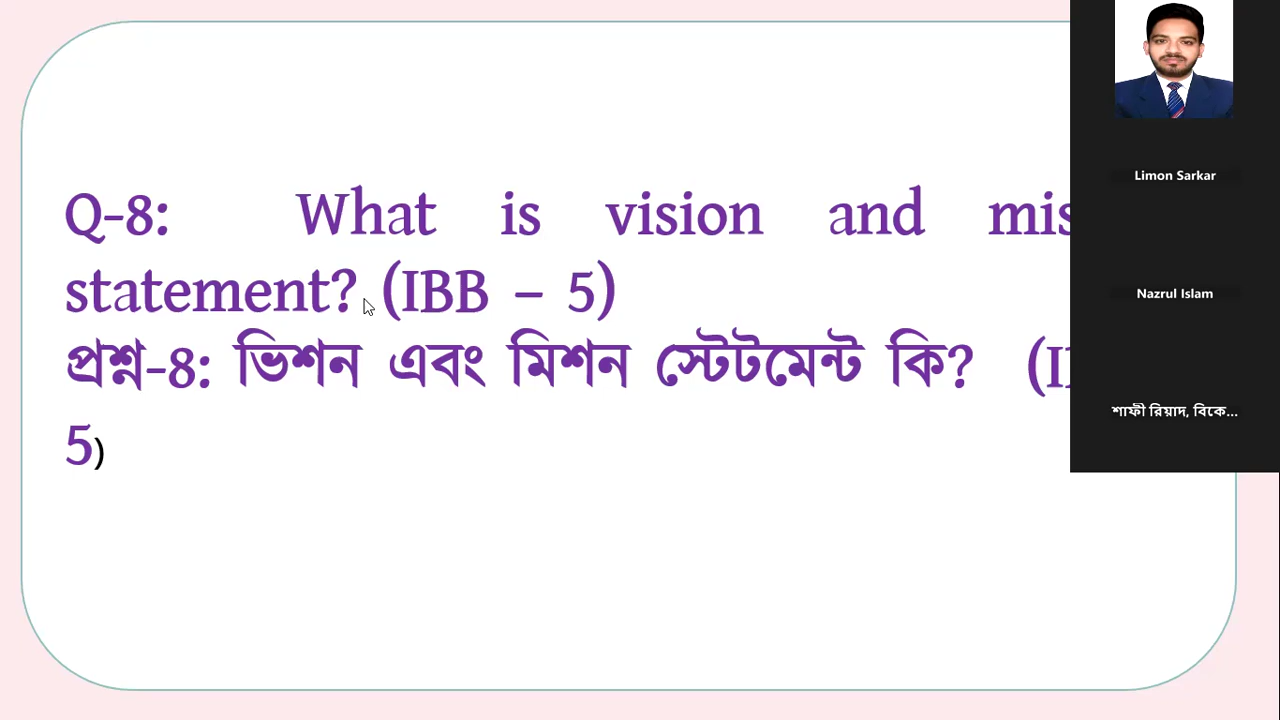 Q-8: What is vision and mis
statement? (IBB – 5)
প্রশ্ন-8: ভিশন এবং মিশন স্টেটমেন্ট কি? (I
5)
Limon Sarkar
Nazrul Islam
শাফী রিয়াদ, বিকে...